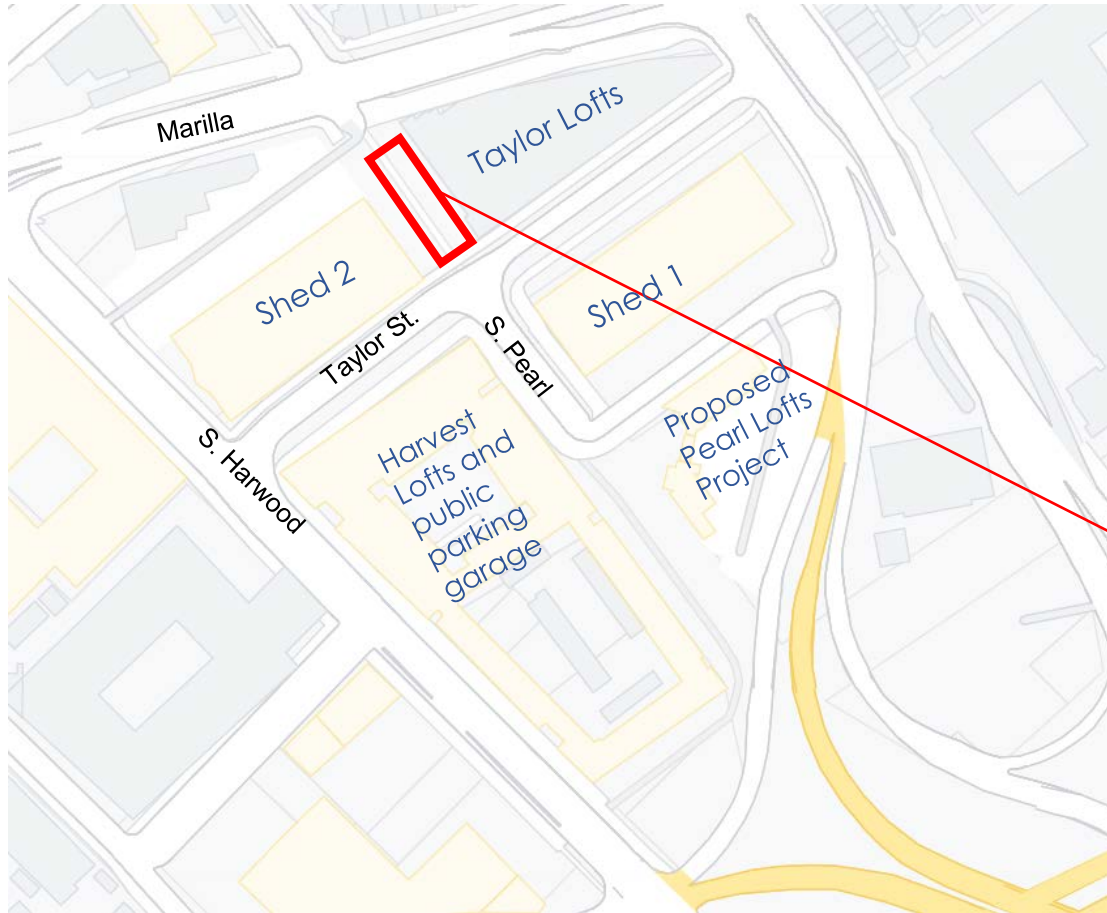 Marilla
Taylor Lofts
Shed 2
Shed 1
Taylor St.
S. Pearl
Proposed
Pearl Lofts
Project
Harvest
Lofts and
public
parking
garage
S. Harwood